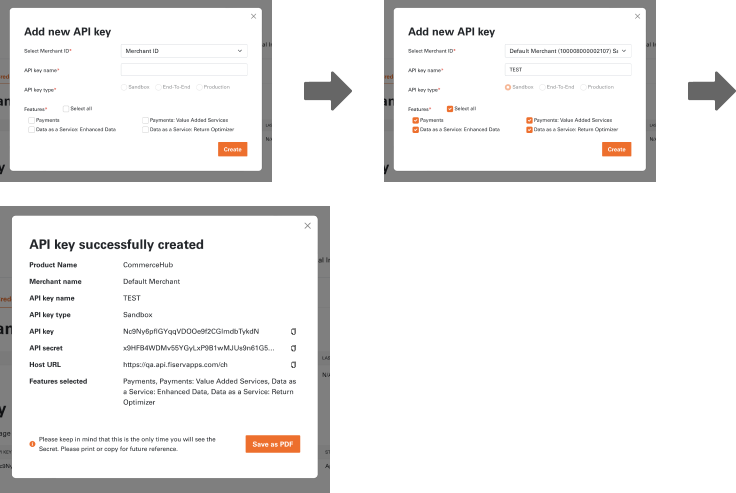 Add new API key
Select Merchant ID*
Merchant ID
API key name*
API key type*
Sandbox
End-To-End
Production
Features*
Select all
Payments
Payments: Value Added Services
Data as a Service: Enhanced Data
Data as a Service: Return Optimizer
Create
Add new API key
Select Merchant ID*
Default Merchant (100008000002107) Sa
API key name*
TEST
API key type*
Sandbox
End-To-End
Production
Features*
Select all
Payments
Payments: Value Added Services
Data as a Service: Enhanced Data
Data as a Service: Return Optimizer
Create
API key successfully created
Product Name
CommerceHub
Merchant name
Default Merchant
API key name
TEST
API key type
Sandbox
API key
API secret
x9HFB4WDMv55YGyLxP9B1wMJUs9n61G5...
Host URL
https://qa.api.fiservapps.com/ch
Features selected
Payments, Payments: Value Added Services, Data as
a Service: Enhanced Data, Data as a Service: Return
Optimizer
Please keep in mind that this is the only time you will see the
Secret. Please print or copy for future reference.
Save as PDF